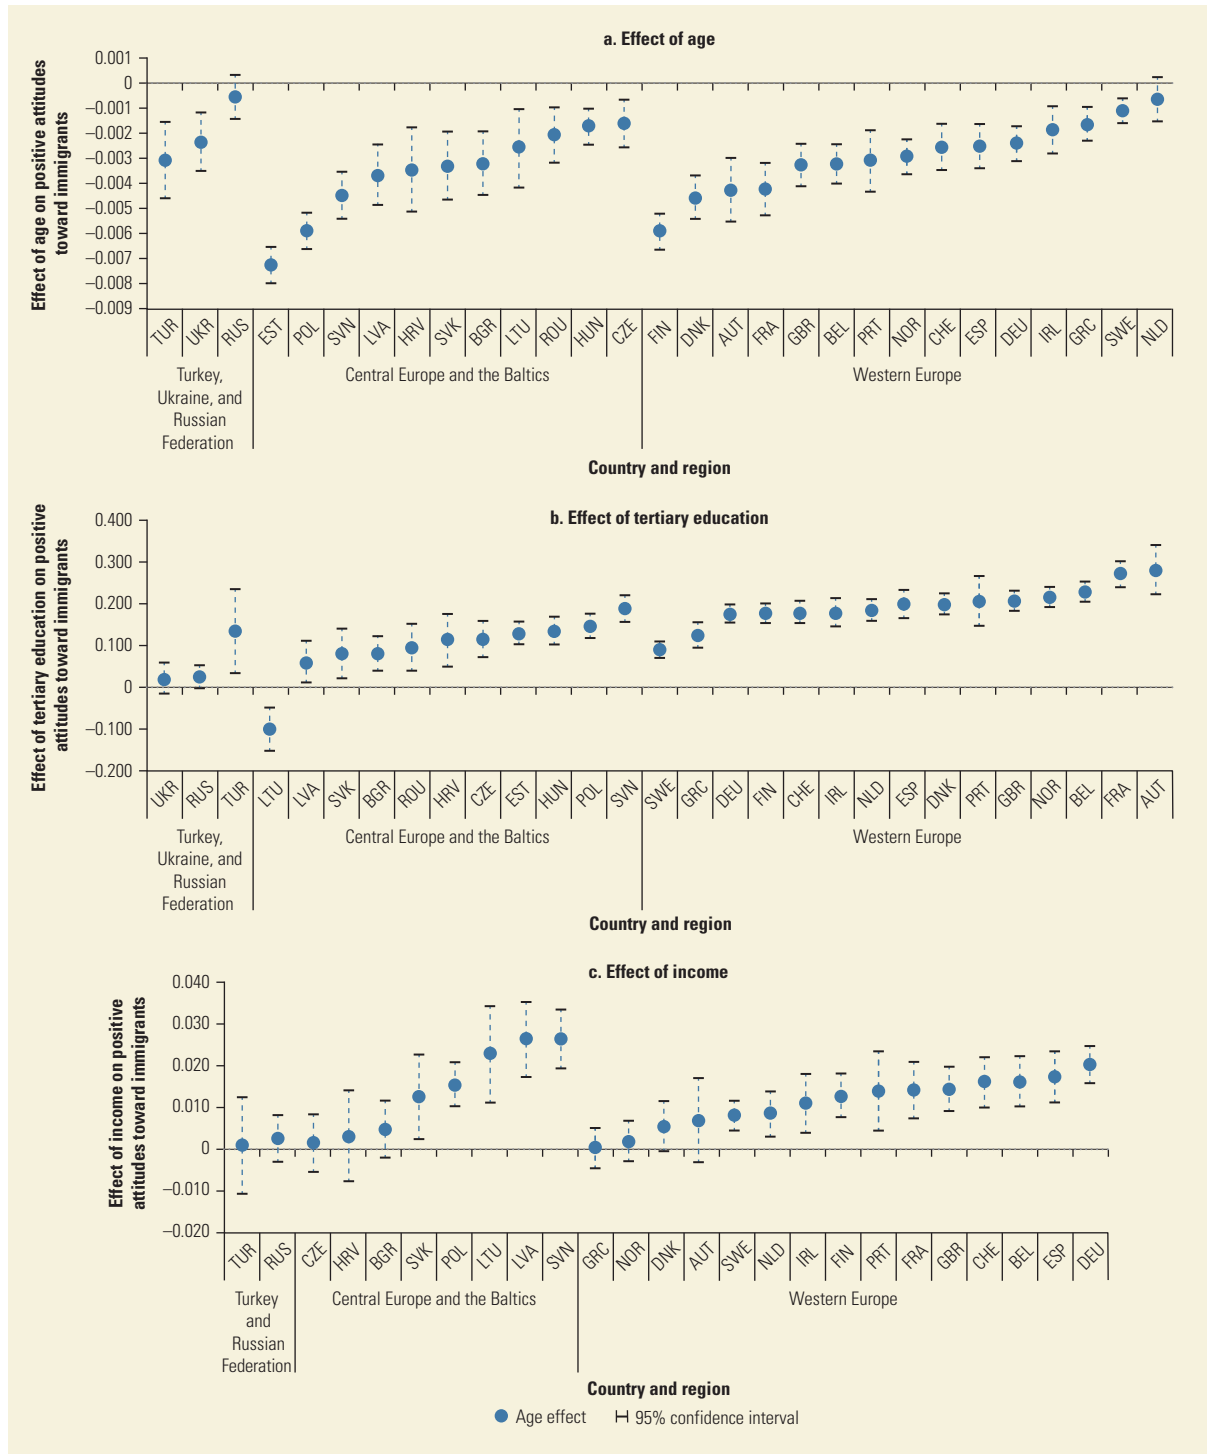 a. Effect of age
Effect of age on positive attitudes
toward immigrants
0.001
0
–0.001
–0.002
–0.003
–0.004
–0.005
–0.006
–0.007
–0.008
–0.009
TUR UKR RUS EST POL SVN LVA HRV SVK BGR LTU ROU HUN CZE FIN DNK AUT FRA GBR BEL PRT NOR CHE ESP DEU IRL GRC SWE NLD
Turkey,
Ukraine, and
Russian
Federation
Central Europe and the Baltics
Western Europe
Country and region
b. Effect of tertiary education
Effect of tertiary education on positive
attitudes toward immigrants
0.400
0.300
0.200
0.100
0
–0.100
–0.200
UKR RUS TUR LTU LVA SVK BGR ROU HRV CZE EST HUN POL SVN SWE GRC DEU FIN CHE IRL NLD ESP DNK PRT GBR NOR BEL FRA AUT
Turkey,
Ukraine, and
Russian
Federation
Central Europe and the Baltics
Western Europe
Country and region
c. Effect of income
Effect of income on positive
attitudes toward immigrants
0.040
0.030
0.020
0.010
0
–0.010
–0.020
TUR RUS CZE HRV BGR SVK POL LTU LVA SVN GRC NOR DNK AUT SWE NLD IRL FIN PRT FRA GBR CHE BEL ESP DEU
Turkey
and
Russian
Federation
Central Europe and the Baltics
Western Europe
Country and region
Age effect
95% confidence interval